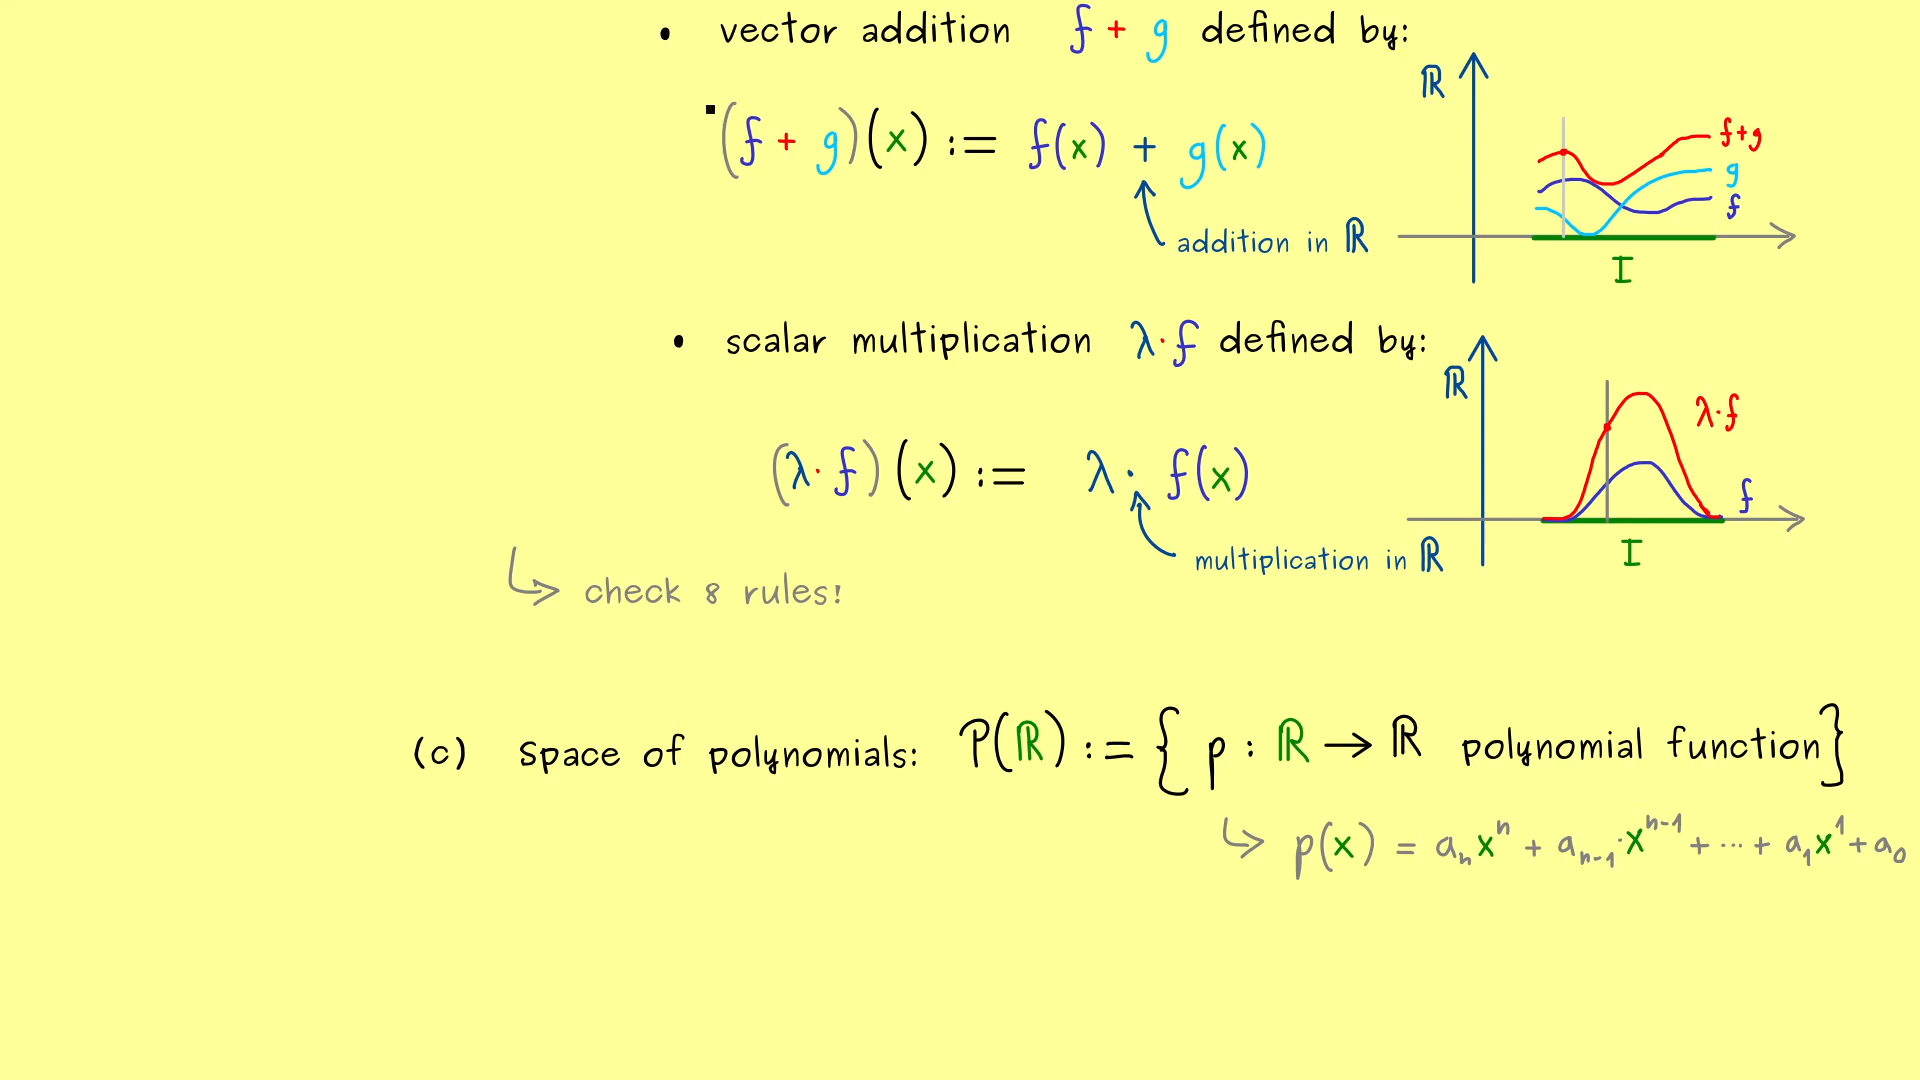 • vector addition f + g defined by:
ℝ
(f + g)(x) := f(x) + g(x)
f+g
g
f
addition in ℝ
I
• scalar multiplication λ·f defined by:
ℝ
λ·f
(λ·f)(x) := λ · f(x)
f
multiplication in ℝ
I
check 8 rules!
(c) Space of polynomials: P(ℝ) := { p : ℝ → ℝ polynomial function }
p(x) = aₙxⁿ + aₙ₋₁·xⁿ⁻¹ + ⋯ + a₁x¹ + a₀